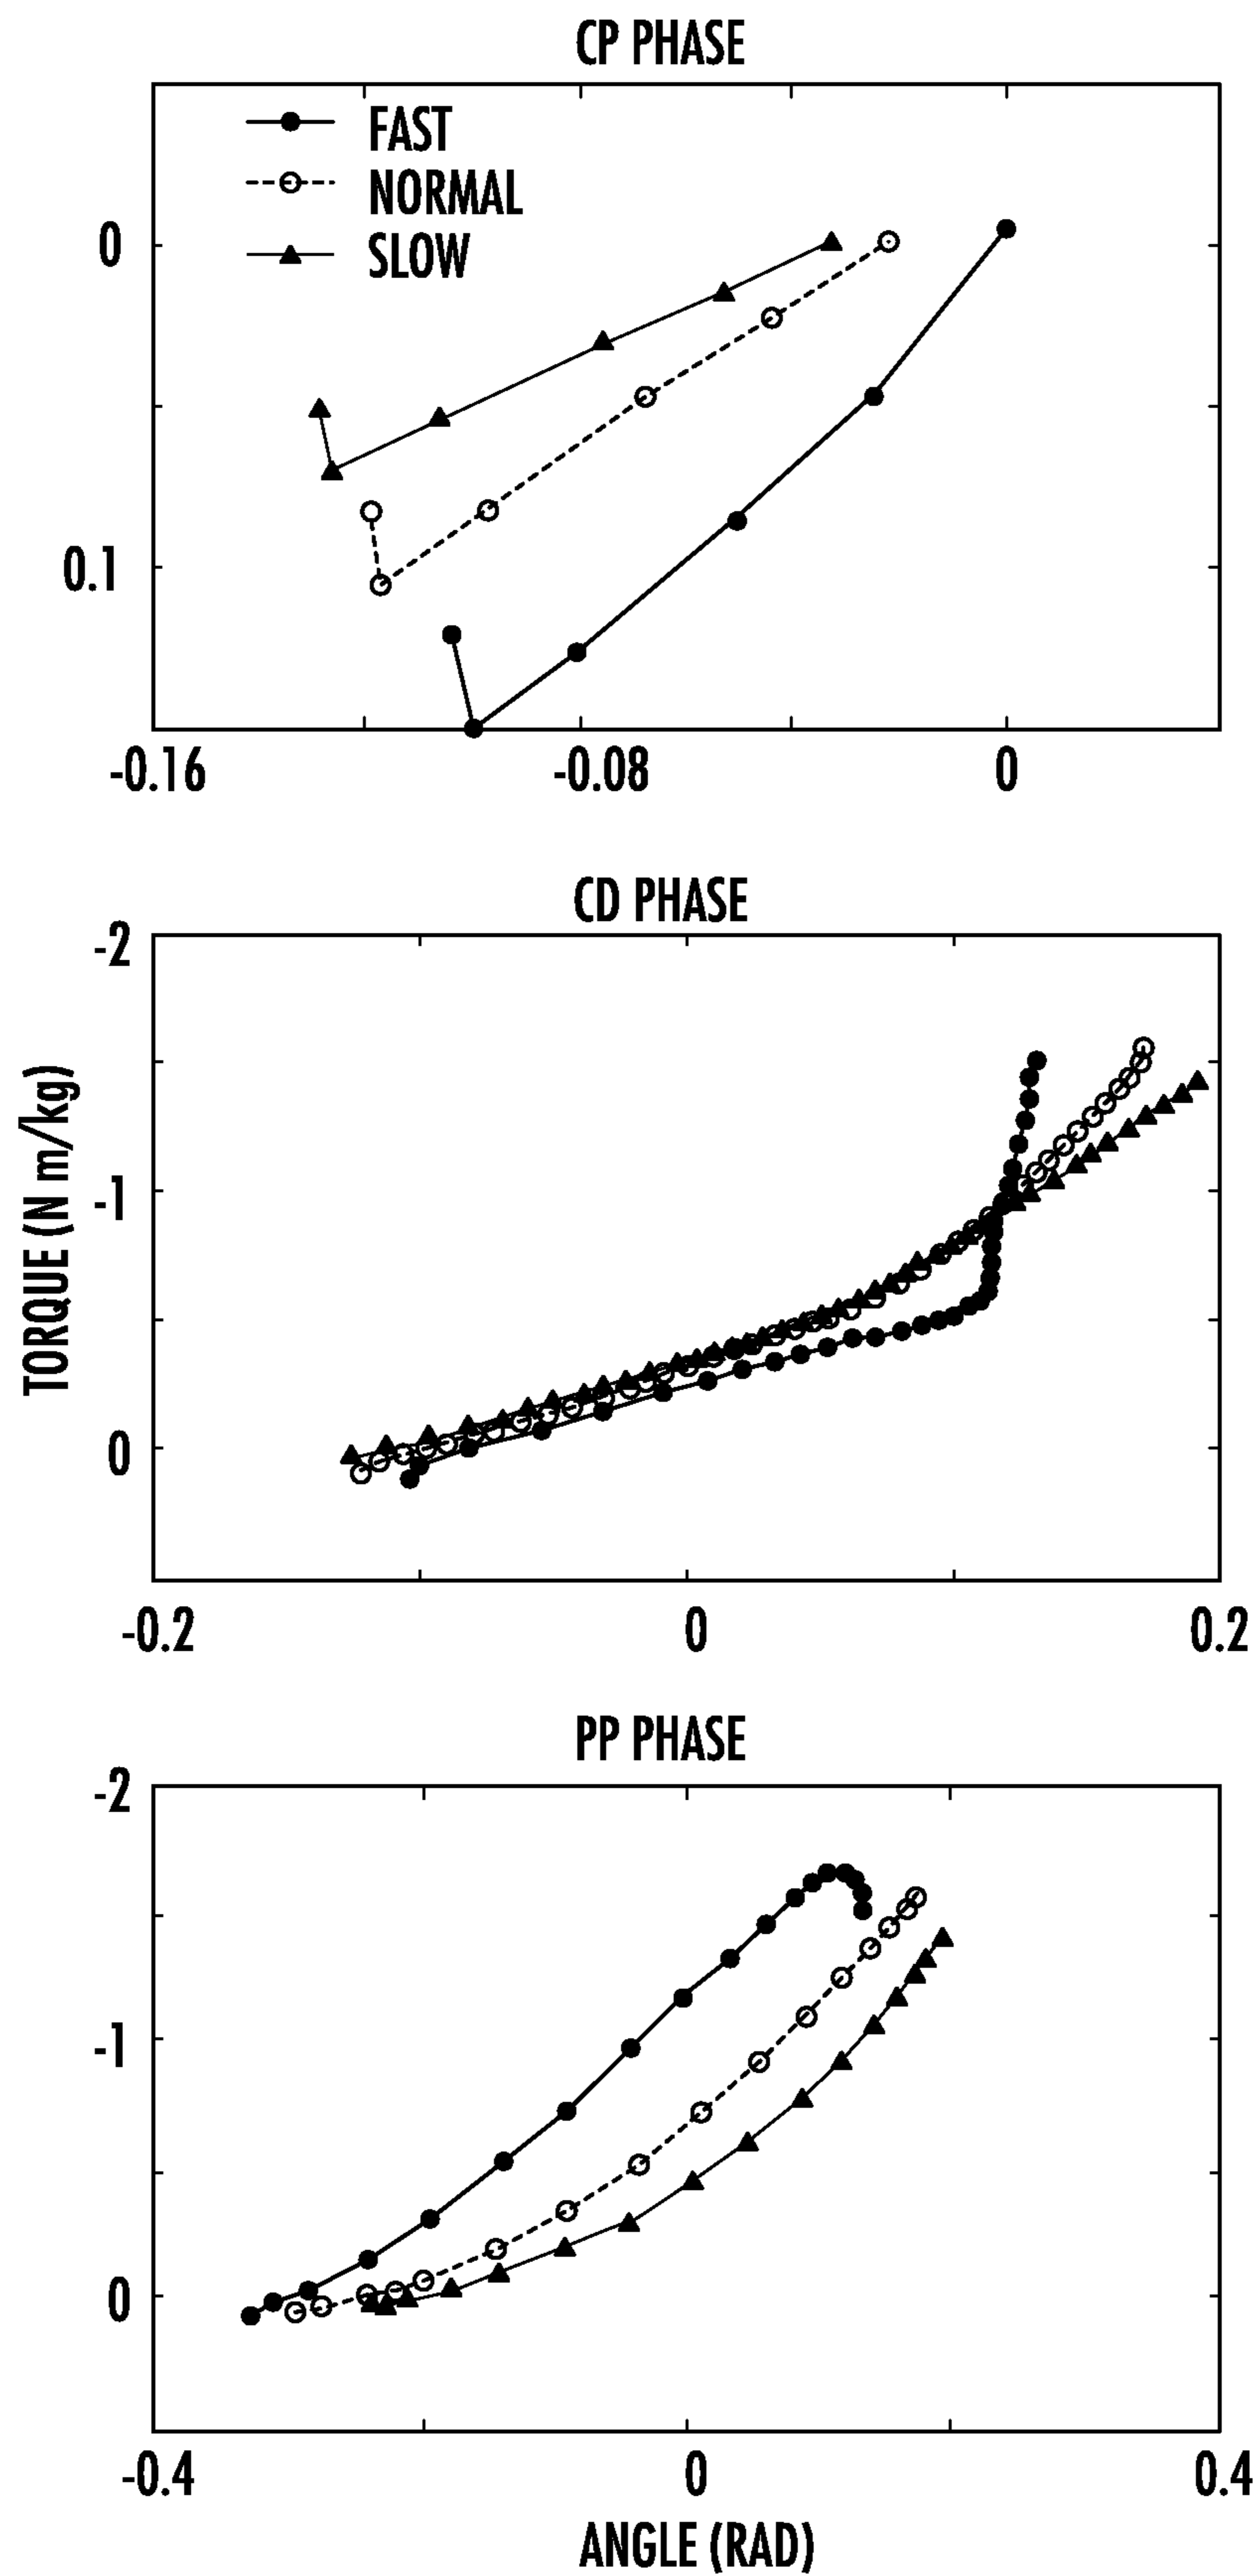 CP PHASE
FAST
NORMAL
SLOW
0
0.1
-0.16 -0.08 0
CD PHASE
-2
-1
0
-0.2 0 0.2
TORQUE (N m/kg)
PP PHASE
-2
-1
0
-0.4 0 0.4
ANGLE (RAD)